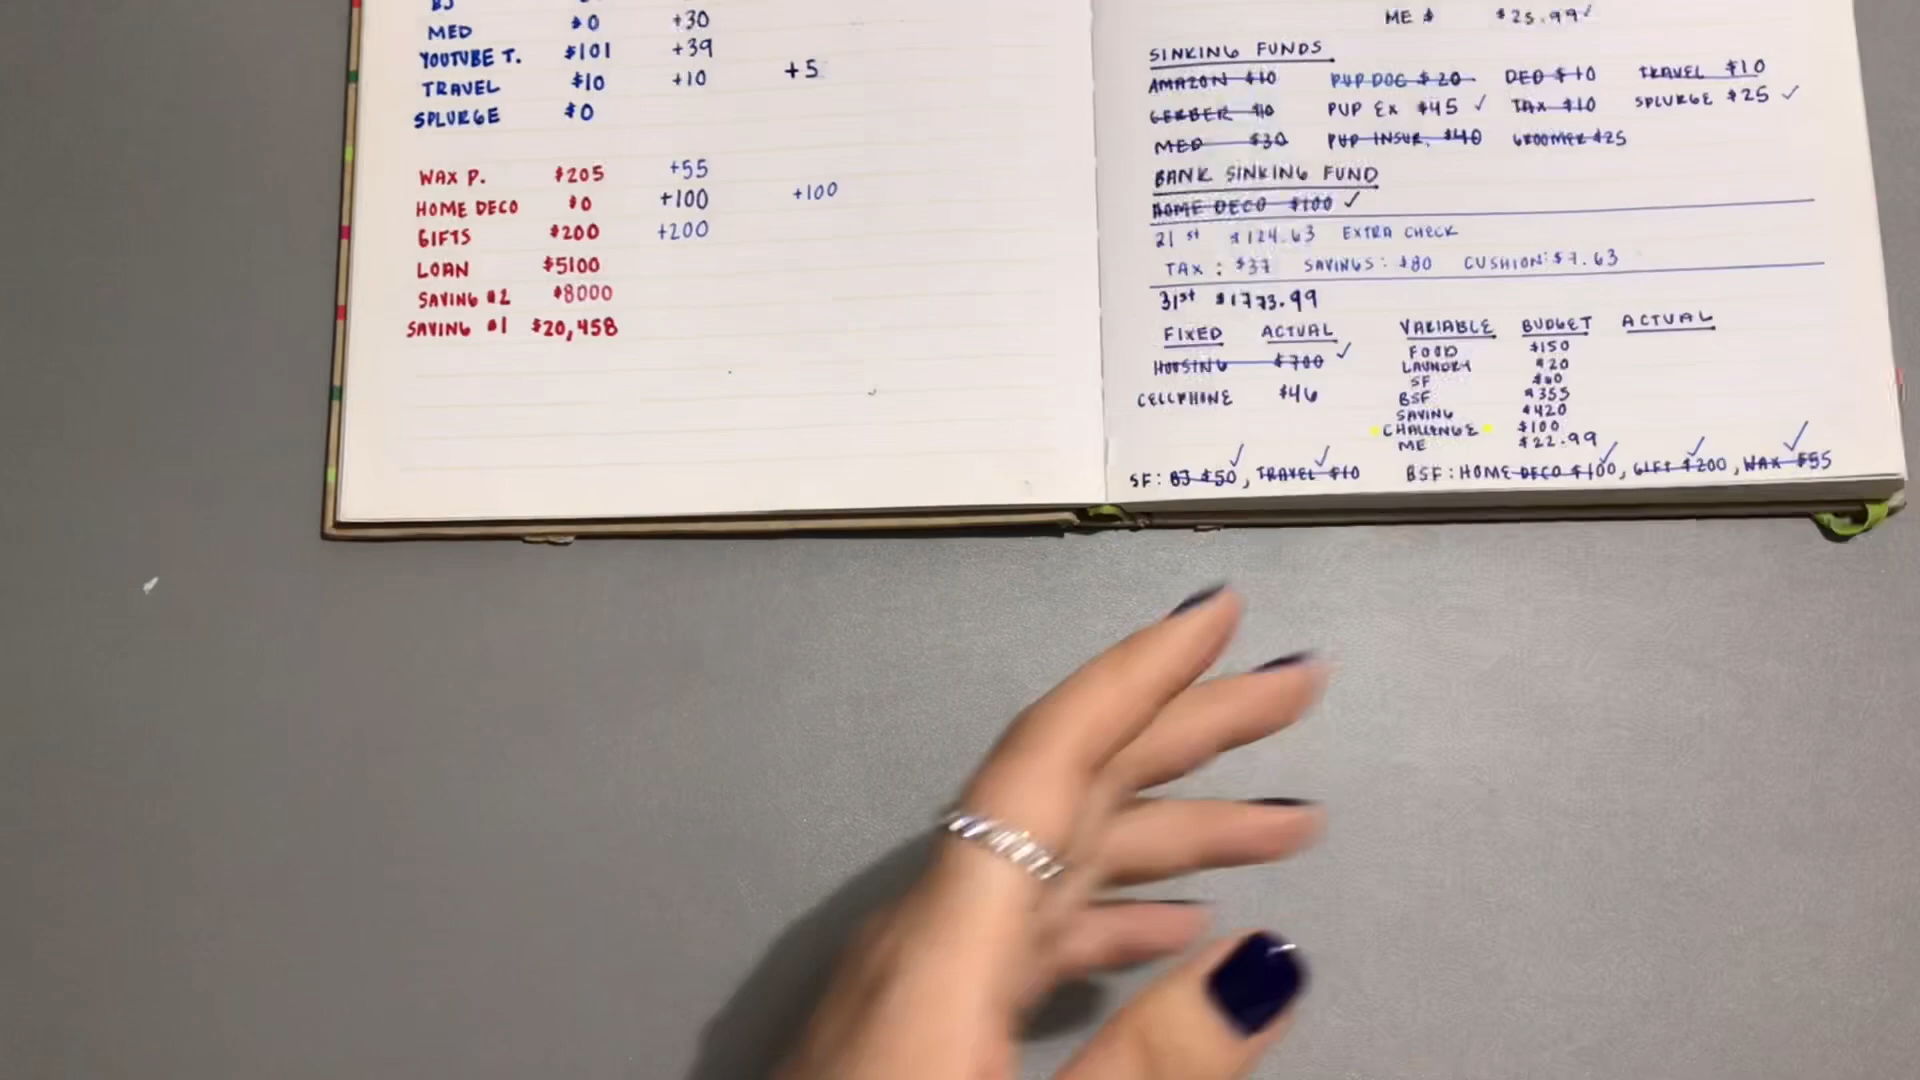 BJ
MED $0 +30
YOUTUBE T. $101 +39
TRAVEL $10 +10 +5
SPLURGE $0
WAX P. $205 +55
HOME DECO $0 +100 +100
GIFTS $200 +200
LOAN $5100
SAVING #2 $8000
SAVING #1 $20,458
ME $ $25.99 ✓
SINKING FUNDS
AMAZON $10 PUP DOG $20 DEO $10 TRAVEL $10
GERBER $10 PUP EX $45 ✓ TAX $10 SPLURGE $25 ✓
MED $30 PUP INSUR. $40 GROOMER $25
BANK SINKING FUND
HOME DECO $100 ✓
21st $124.63 EXTRA CHECK
TAX : $37 SAVINGS: $80 CUSHION: $7.63
31st $1773.99
FIXED ACTUAL VARIABLE BUDGET ACTUAL
HOUSING $700 ✓ FOOD $150
LAUNDRY $20
CELLPHONE $46 SF $60
BSF $355
SAVING $420
CHALLENGE $100
ME $22.99
SF: BJ $50 ✓, TRAVEL $10 ✓ BSF: HOME DECO $100 ✓, GIFT $200 ✓, WAX $55 ✓